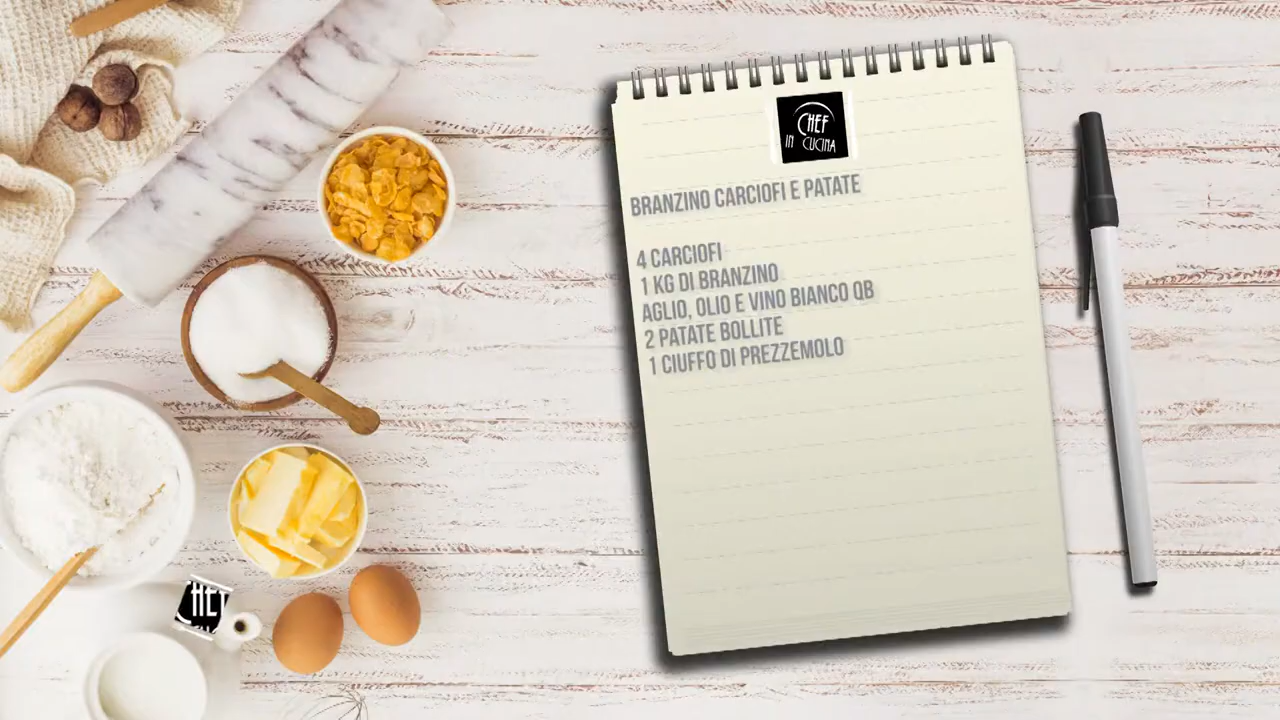 CHEF
IN CUCINA
BRANZINO CARCIOFI E PATATE
4 CARCIOFI
1 KG DI BRANZINO
AGLIO, OLIO E VINO BIANCO QB
2 PATATE BOLLITE
1 CIUFFO DI PREZZEMOLO